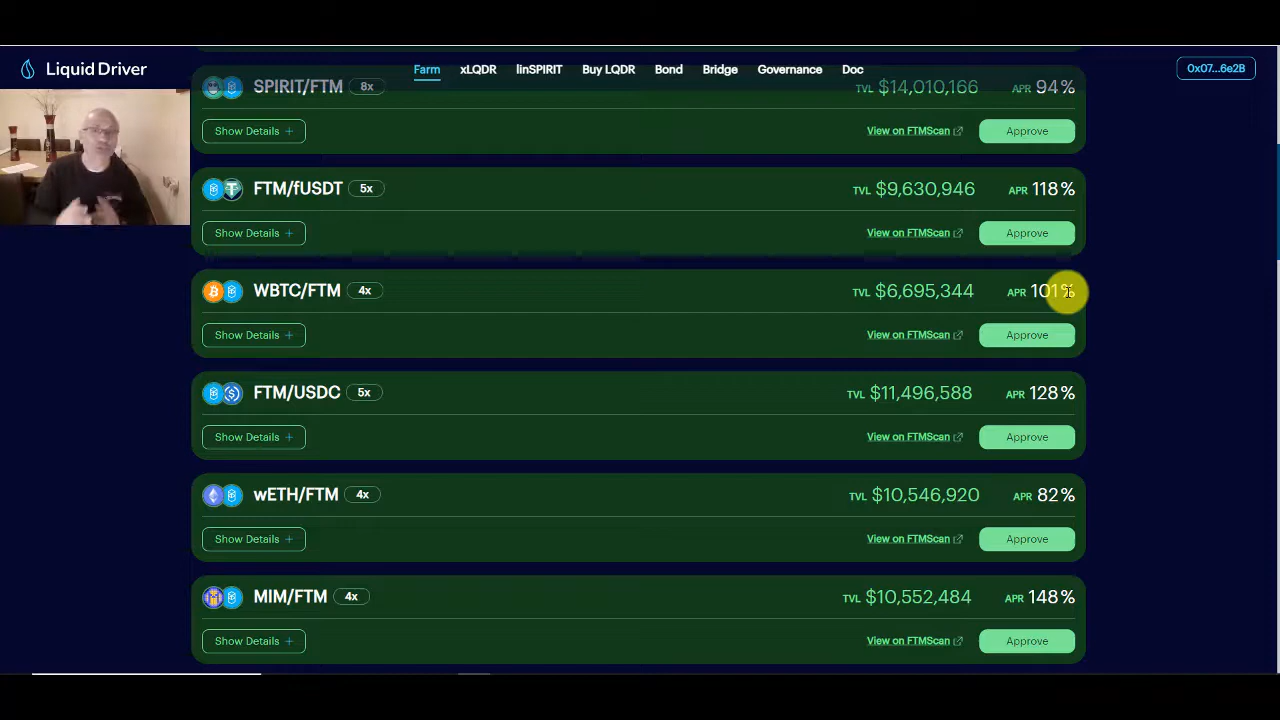 Liquid Driver
Farm xLQDR linSPIRIT Buy LQDR Bond Bridge Governance Doc
0x07...6e2B
SPIRIT/FTM 8x TVL $14,010,166 APR 94%
Show Details + View on FTMScan Approve
FTM/fUSDT 5x TVL $9,630,946 APR 118%
Show Details + View on FTMScan Approve
WBTC/FTM 4x TVL $6,695,344 APR 101%
Show Details + View on FTMScan Approve
FTM/USDC 5x TVL $11,496,588 APR 128%
Show Details + View on FTMScan Approve
wETH/FTM 4x TVL $10,546,920 APR 82%
Show Details + View on FTMScan Approve
MIM/FTM 4x TVL $10,552,484 APR 148%
Show Details + View on FTMScan Approve